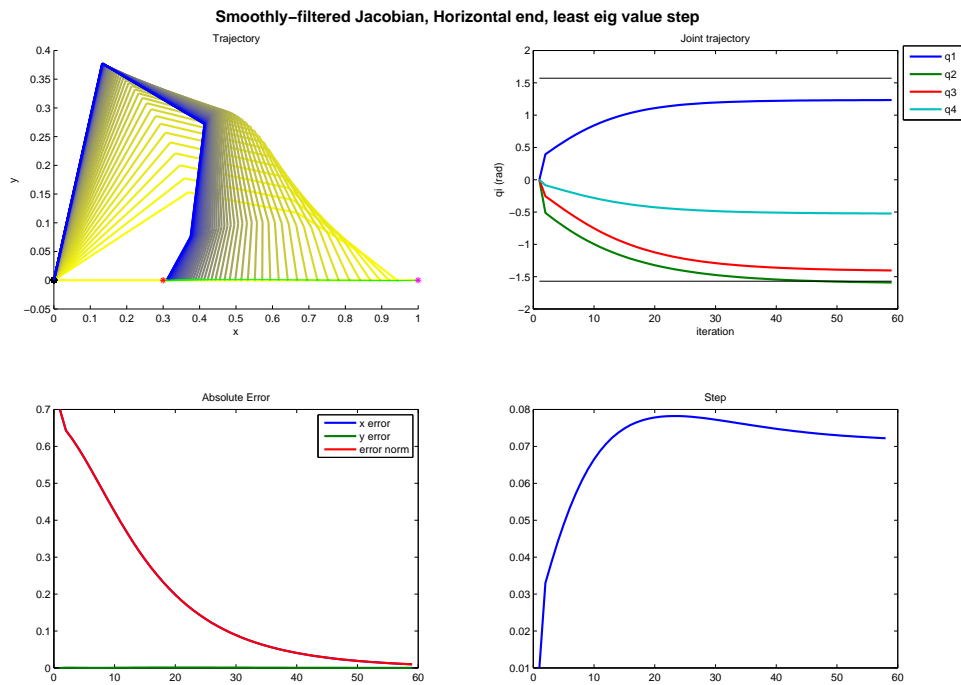 Smoothly−filtered Jacobian, Horizontal end, least eig value step
Trajectory
0.4
0.35
0.3
0.25
0.2
0.15
0.1
0.05
0
−0.05
0 0.1 0.2 0.3 0.4 0.5 0.6 0.7 0.8 0.9 1
x
y
Joint trajectory
2
1.5
1
0.5
0
−0.5
−1
−1.5
−2
0 10 20 30 40 50 60
iteration
qi (rad)
q1
q2
q3
q4
Absolute Error
0.7
0.6
0.5
0.4
0.3
0.2
0.1
0
0 10 20 30 40 50 60
x error
y error
error norm
Step
0.08
0.07
0.06
0.05
0.04
0.03
0.02
0.01
0 10 20 30 40 50 60